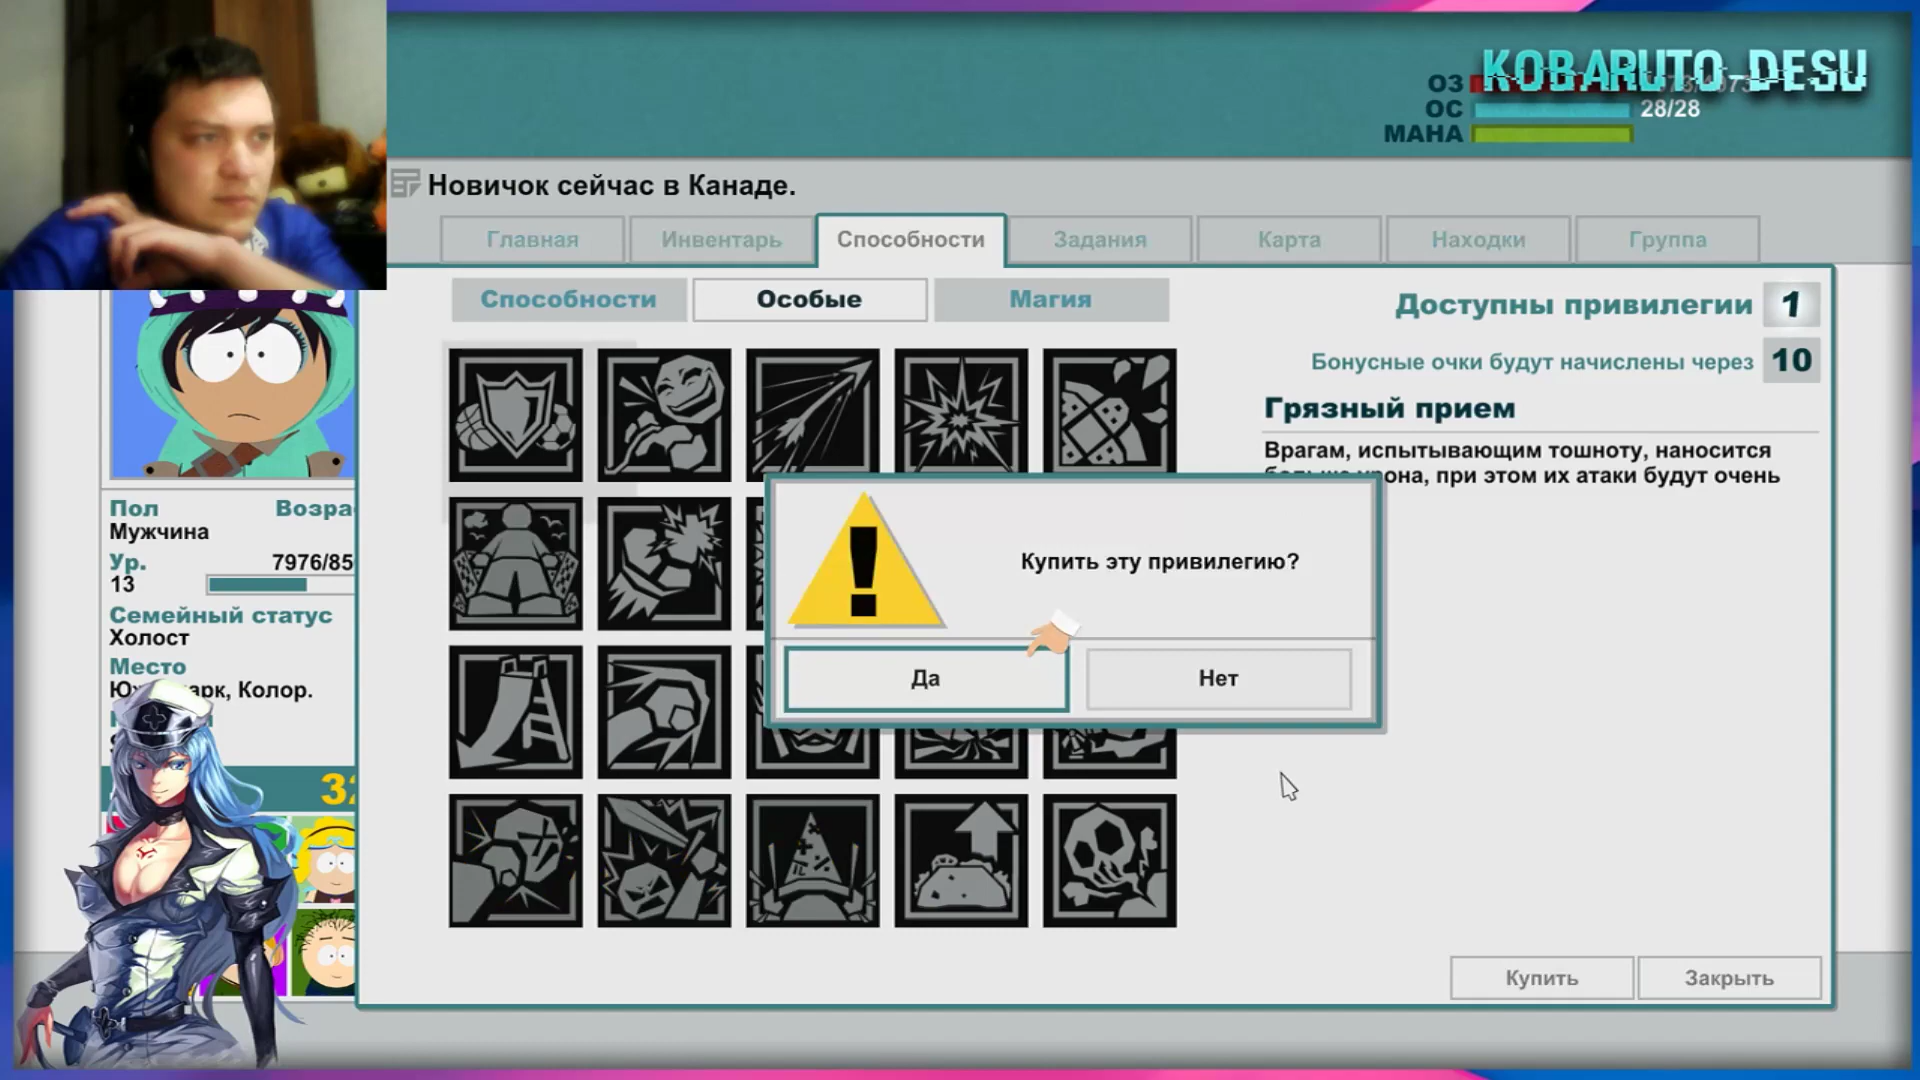 KOBARUTO_DESU
ОЗ
ОС 28/28
МАНА
Новичок сейчас в Канаде.
Главная Инвентарь Способности Задания Карта Находки Группа
Способности Особые Магия
Доступны привилегии 1
Бонусные очки будут начислены через 10
Грязный прием
Врагам, испытывающим тошноту, наносится
при этом их атаки будут очень
Купить эту привилегию?
Да Нет
Пол
Мужчина
Ур. 7976/85
13
Семейный статус
Холост
Место
Колор.
Купить Закрыть